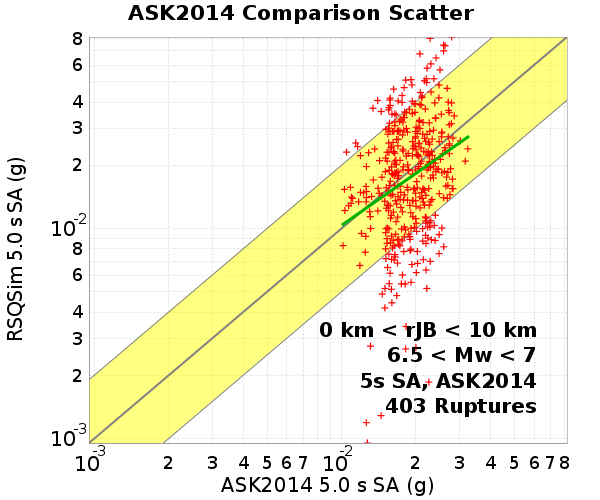 ASK2014 Comparison Scatter
8
6
4
3
2
10-2
8
6
4
3
2
10-3
RSQSim 5.0 s SA (g)
0 km < rJB < 10 km
6.5 < Mw < 7
5s SA, ASK2014
403 Ruptures
10-3 2 3 4 5 6 7 10-2 2 3 4 5 6 7 8
ASK2014 5.0 s SA (g)